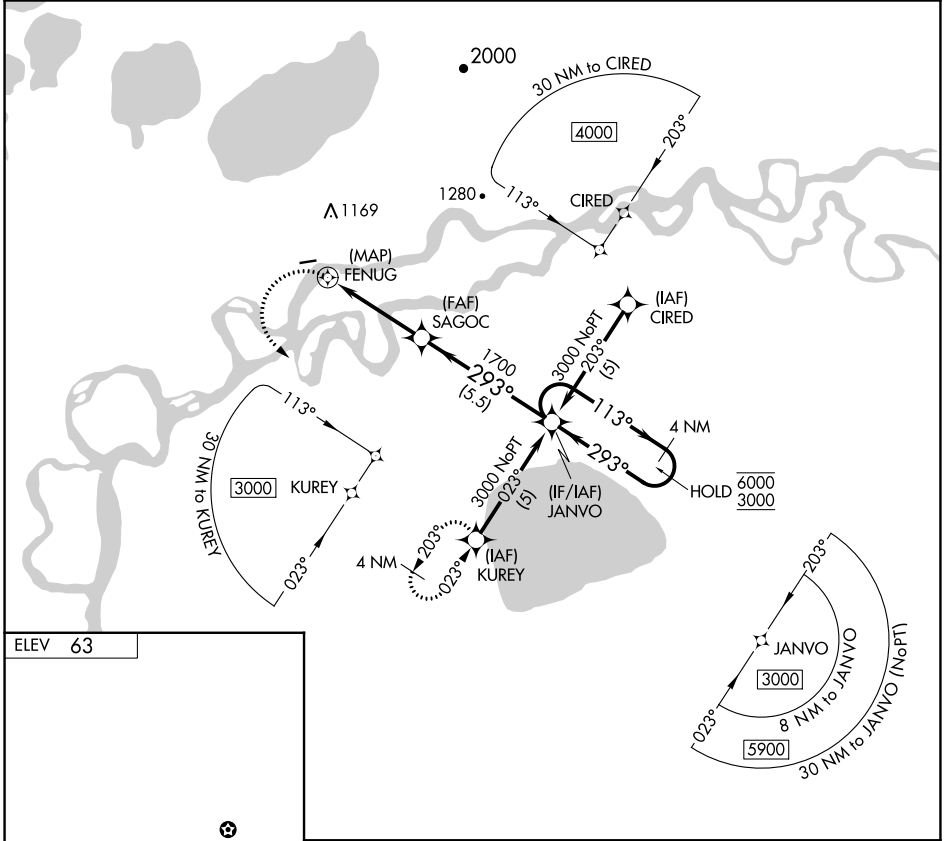 2000
30 NM to CIRED
4000
203°
1280
113°
CIRED
1169
(MAP)
FENUG
(FAF)
SAGOC
(IAF)
CIRED
3000 NoPT
203°
(5)
1700
293°
(5.5)
113°
4 NM
293°
HOLD 6000
3000
(IF/IAF)
JANVO
3000 NoPT
023°
(5)
(IAF)
KUREY
203°
023°
4 NM
113°
30 NM to KUREY
3000
KUREY
023°
203°
JANVO
3000
8 NM to JANVO
023°
5900
30 NM to JANVO (NoPT)
ELEV 63